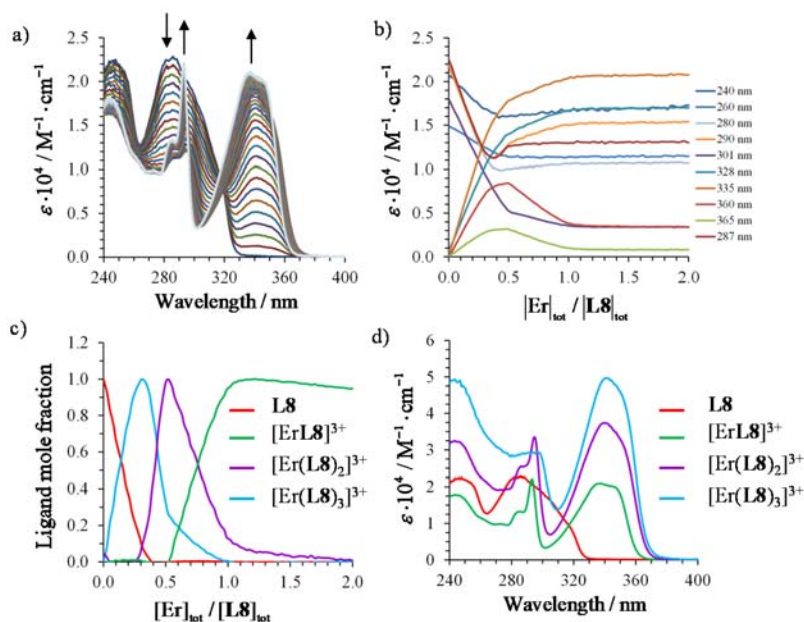 a)
2.5
2.0
1.5
1.0
0.5
0.0
ε·10⁴ / M⁻¹·cm⁻¹
240 280 320 360 400
Wavelength / nm
b)
2.5
2.0
1.5
1.0
0.5
0.0
ε·10⁴ / M⁻¹·cm⁻¹
0.0 0.5 1.0 1.5 2.0
|Er|tot / |L8|tot
240 nm
260 nm
280 nm
290 nm
301 nm
328 nm
335 nm
360 nm
365 nm
287 nm
c)
1.0
0.8
0.6
0.4
0.2
0.0
Ligand mole fraction
0.0 0.5 1.0 1.5 2.0
[Er]tot / [L8]tot
L8
[ErL8]³⁺
[Er(L8)₂]³⁺
[Er(L8)₃]³⁺
d)
6
5
4
3
2
1
0
ε·10⁴ / M⁻¹·cm⁻¹
240 280 320 360 400
Wavelength / nm
L8
[ErL8]³⁺
[Er(L8)₂]³⁺
[Er(L8)₃]³⁺